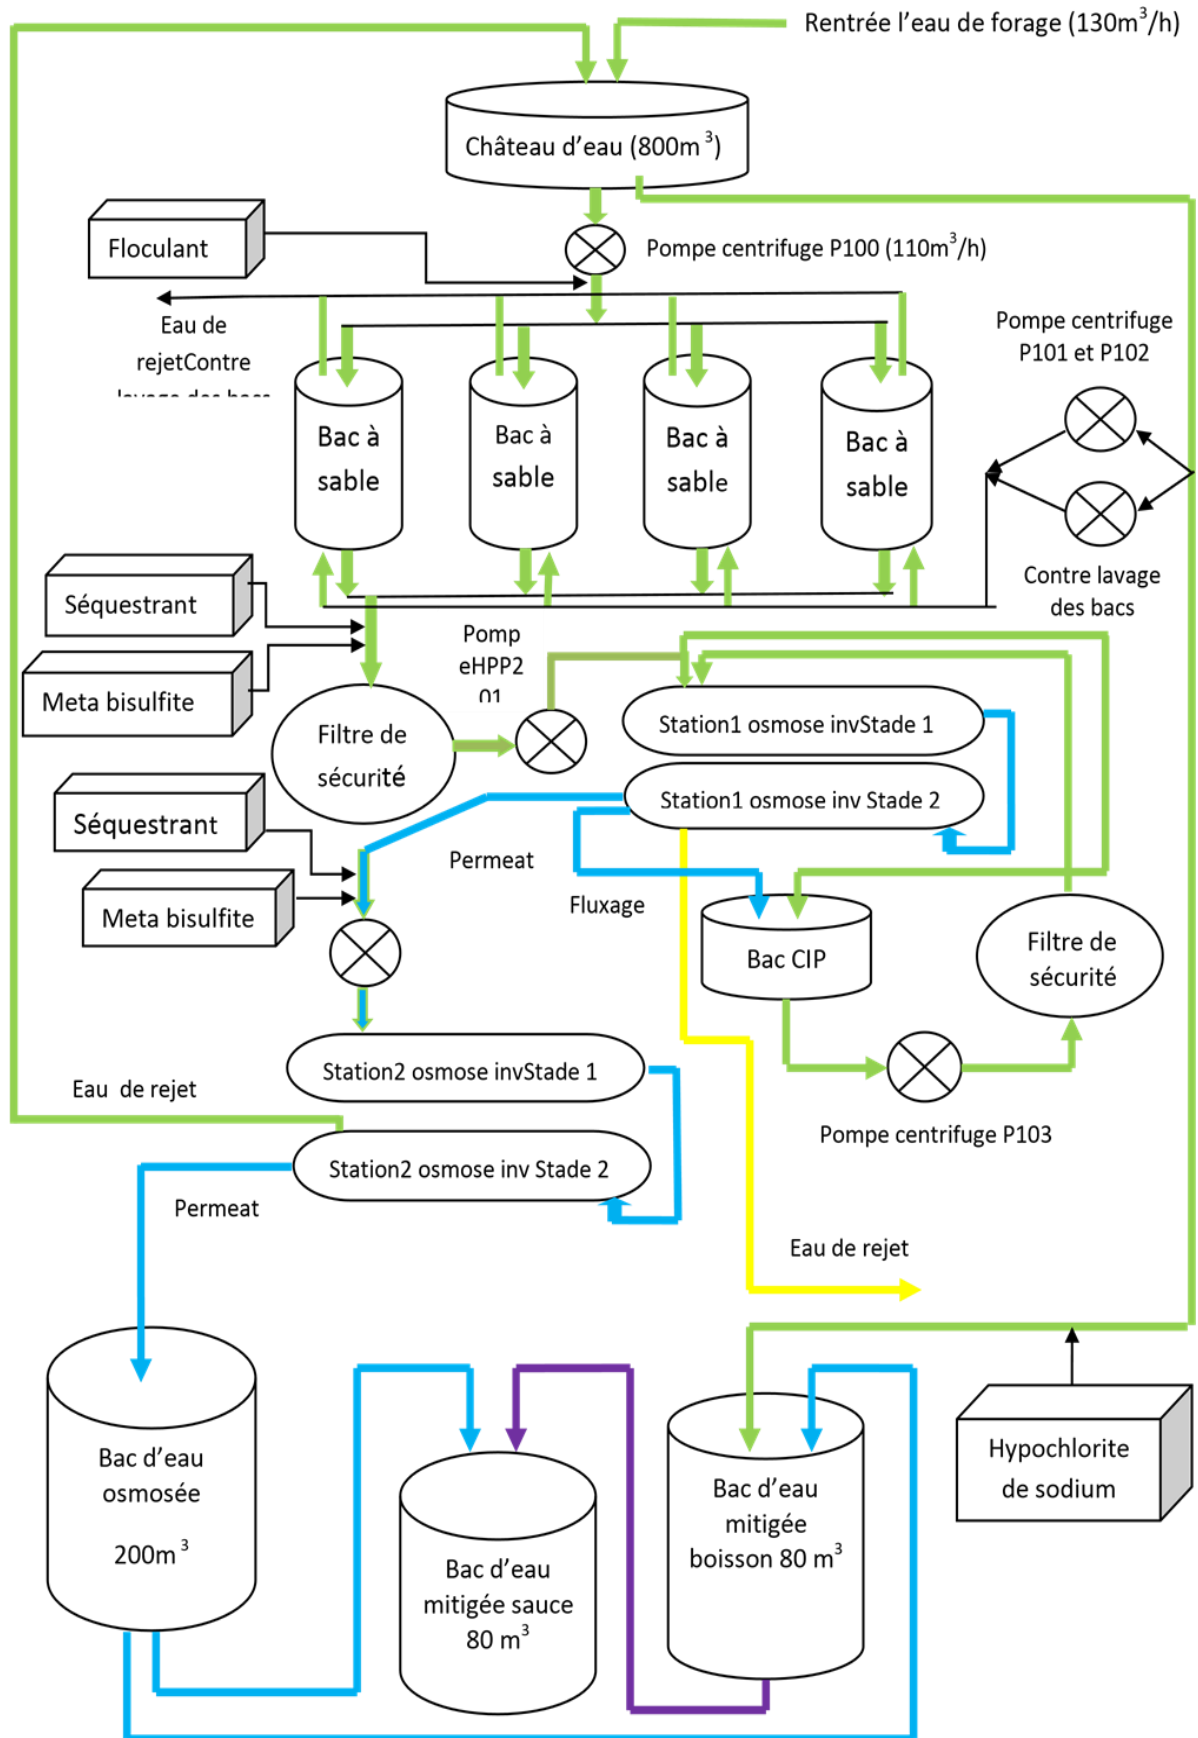 Rentrée l'eau de forage (130m³/h)
Château d'eau (800m³)
Floculant
Pompe centrifuge P100 (110m³/h)
Eau de
rejetContre
lavage des bacs
Pompe centrifuge
P101 et P102
Bac à
sable
Bac à
sable
Bac à
sable
Bac à
sable
Contre lavage
des bacs
Séquestrant
Meta bisulfite
Pomp
eHPP2
01
Filtre de
sécurité
Station1 osmose invStade 1
Station1 osmose inv Stade 2
Séquestrant
Meta bisulfite
Permeat
Fluxage
Bac CIP
Filtre de
sécurité
Station2 osmose invStade 1
Eau  de rejet
Pompe centrifuge P103
Station2 osmose inv Stade 2
Permeat
Eau de rejet
Bac d'eau
osmosée
200m³
Bac d'eau
mitigée sauce
80 m³
Bac d'eau
mitigée
boisson 80 m³
Hypochlorite
de sodium